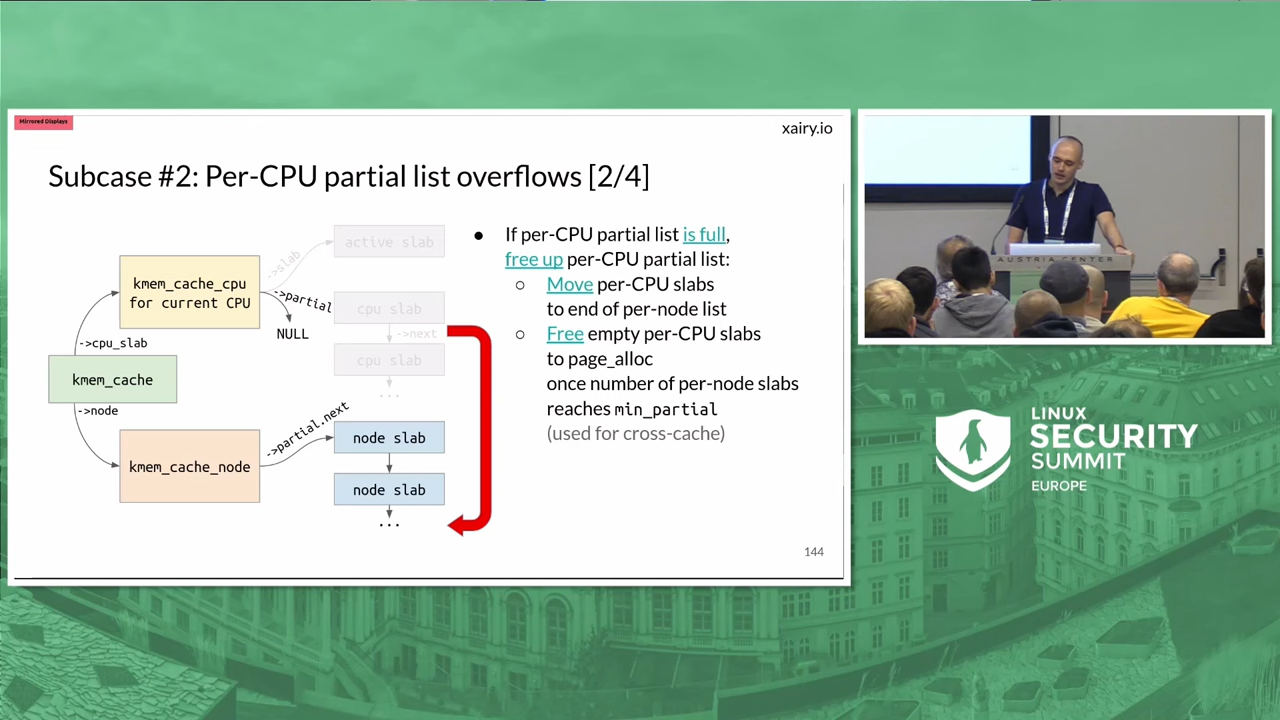 Mirrored Displays
xairy.io
Subcase #2: Per-CPU partial list overflows [2/4]
kmem_cache_cpu
for current CPU
->cpu_slab
kmem_cache
->node
kmem_cache_node
->slab
->partial
NULL
->partial.next
active slab
cpu slab
->next
cpu slab
...
node slab
node slab
...
● If per-CPU partial list is full,
free up per-CPU partial list:
○ Move per-CPU slabs
to end of per-node list
○ Free empty per-CPU slabs
to page_alloc
once number of per-node slabs
reaches min_partial
(used for cross-cache)
144
AUSTRIA CENTER
LINUX
SECURITY
SUMMIT
EUROPE